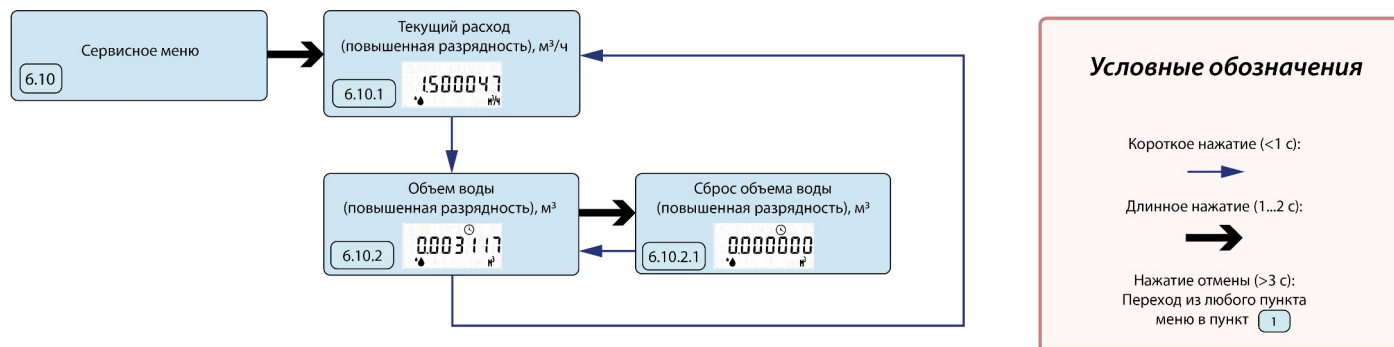 Сервисное меню
6.10
Текущий расход
(повышенная разрядность), м³/ч
6.10.1
1.500047
м³/ч
Объем воды
(повышенная разрядность), м³
6.10.2
0.003117
м³
Сброс объема воды
(повышенная разрядность), м³
6.10.2.1
0.000000
м³
Условные обозначения
Короткое нажатие (<1 с):
Длинное нажатие (1...2 с):
Нажатие отмены (>3 с):
Переход из любого пункта
меню в пункт 1